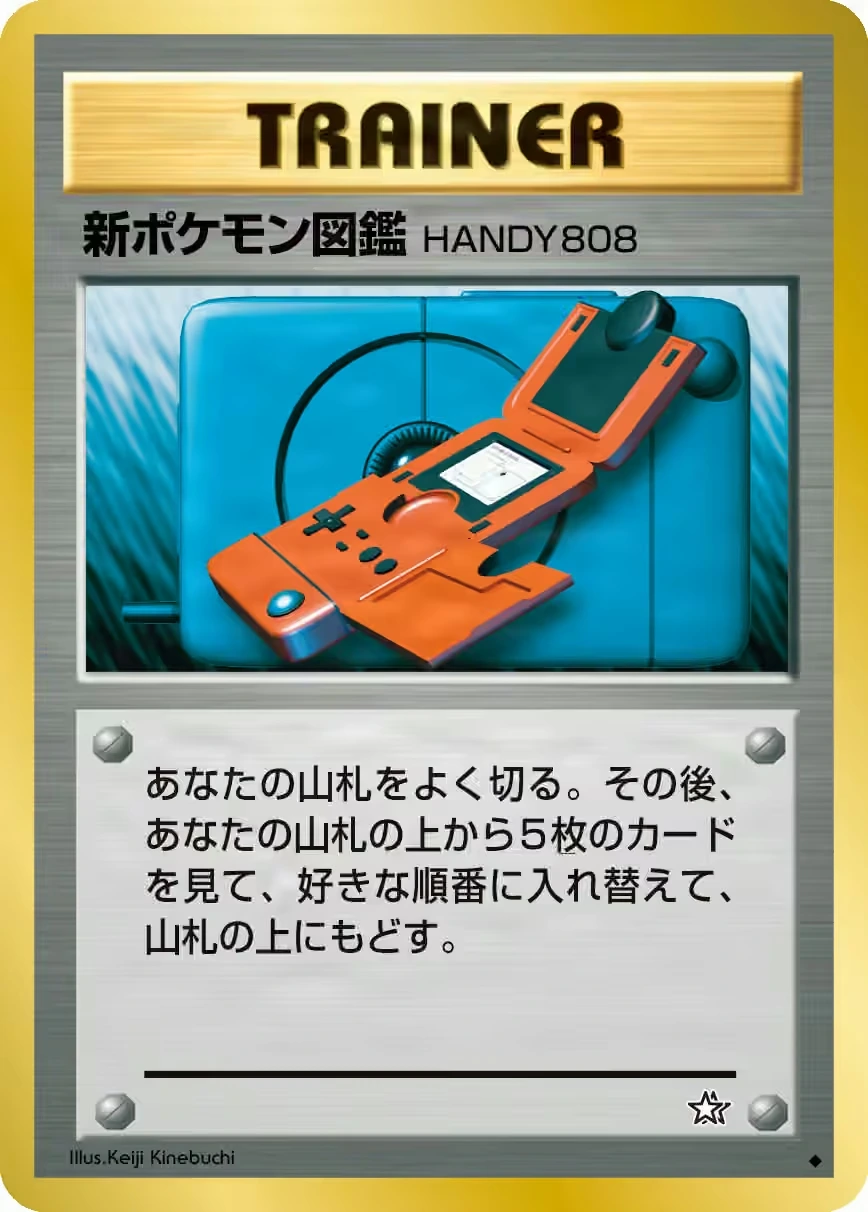 TRAINER
新ポケモン図鑑 HANDY808
あなたの山札をよく切る。その後、
あなたの山札の上から5枚のカード
を見て、好きな順番に入れ替えて、
山札の上にもどす。
Illus.Keiji Kinebuchi